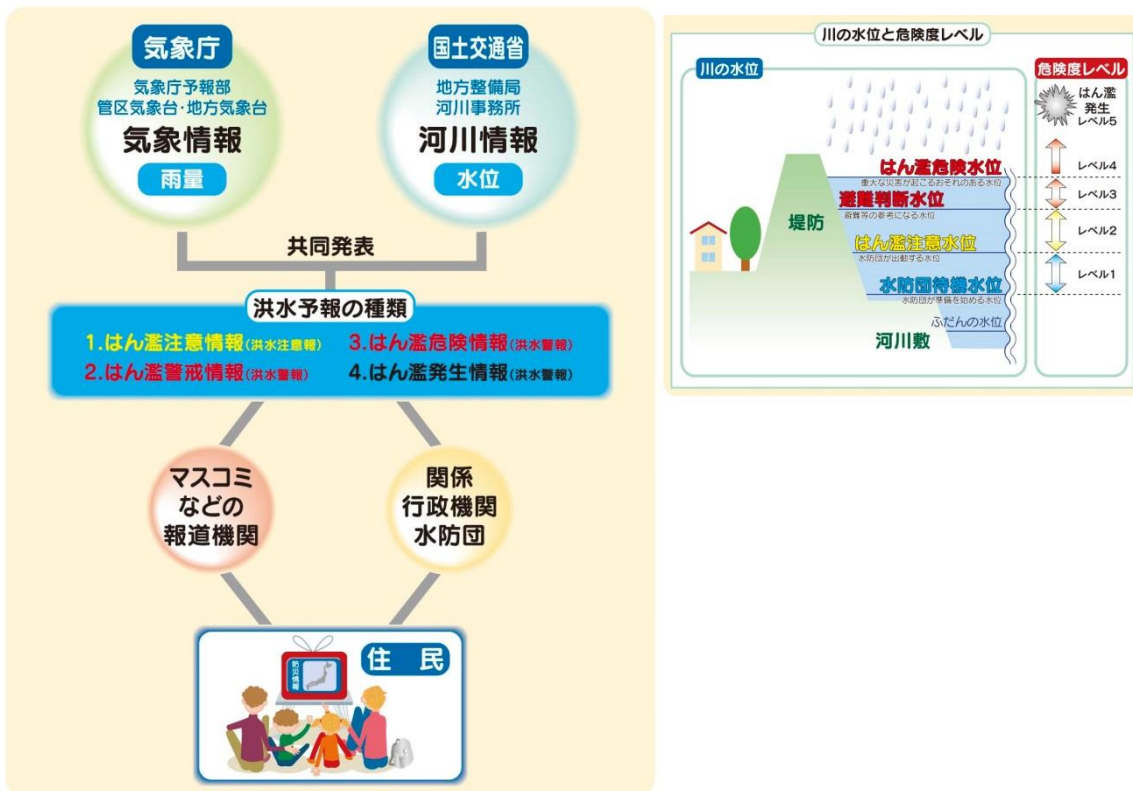 気象庁
気象庁予報部
管区気象台・地方気象台
気象情報
雨量
国土交通省
地方整備局
河川事務所
河川情報
水位
共同発表
洪水予報の種類
1.はん濫注意情報(洪水注意報)
2.はん濫警戒情報(洪水警報)
3.はん濫危険情報(洪水警報)
4.はん濫発生情報(洪水警報)
マスコミ
などの
報道機関
関係
行政機関
水防団
住 民
防災情報
川の水位と危険度レベル
川の水位
はん濫危険水位
重大な災害が起こるおそれのある水位
避難判断水位
避難等の参考になる水位
はん濫注意水位
水防団が出動する水位
水防団待機水位
水防団が準備を始める水位
ふだんの水位
堤防
河川敷
危険度レベル
はん濫
発生
レベル5
レベル4
レベル3
レベル2
レベル1